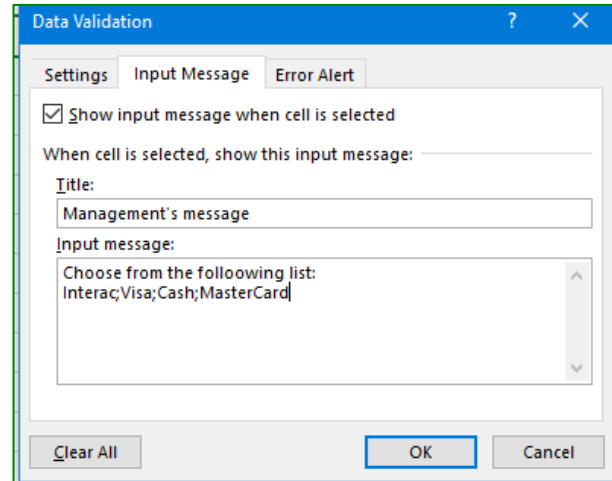 Data Validation ? ×
Settings Input Message Error Alert
Show input message when cell is selected
When cell is selected, show this input message:
Title:
Management's message
Input message:
Choose from the folloowing list:
Interac;Visa;Cash;MasterCard
Clear All OK Cancel